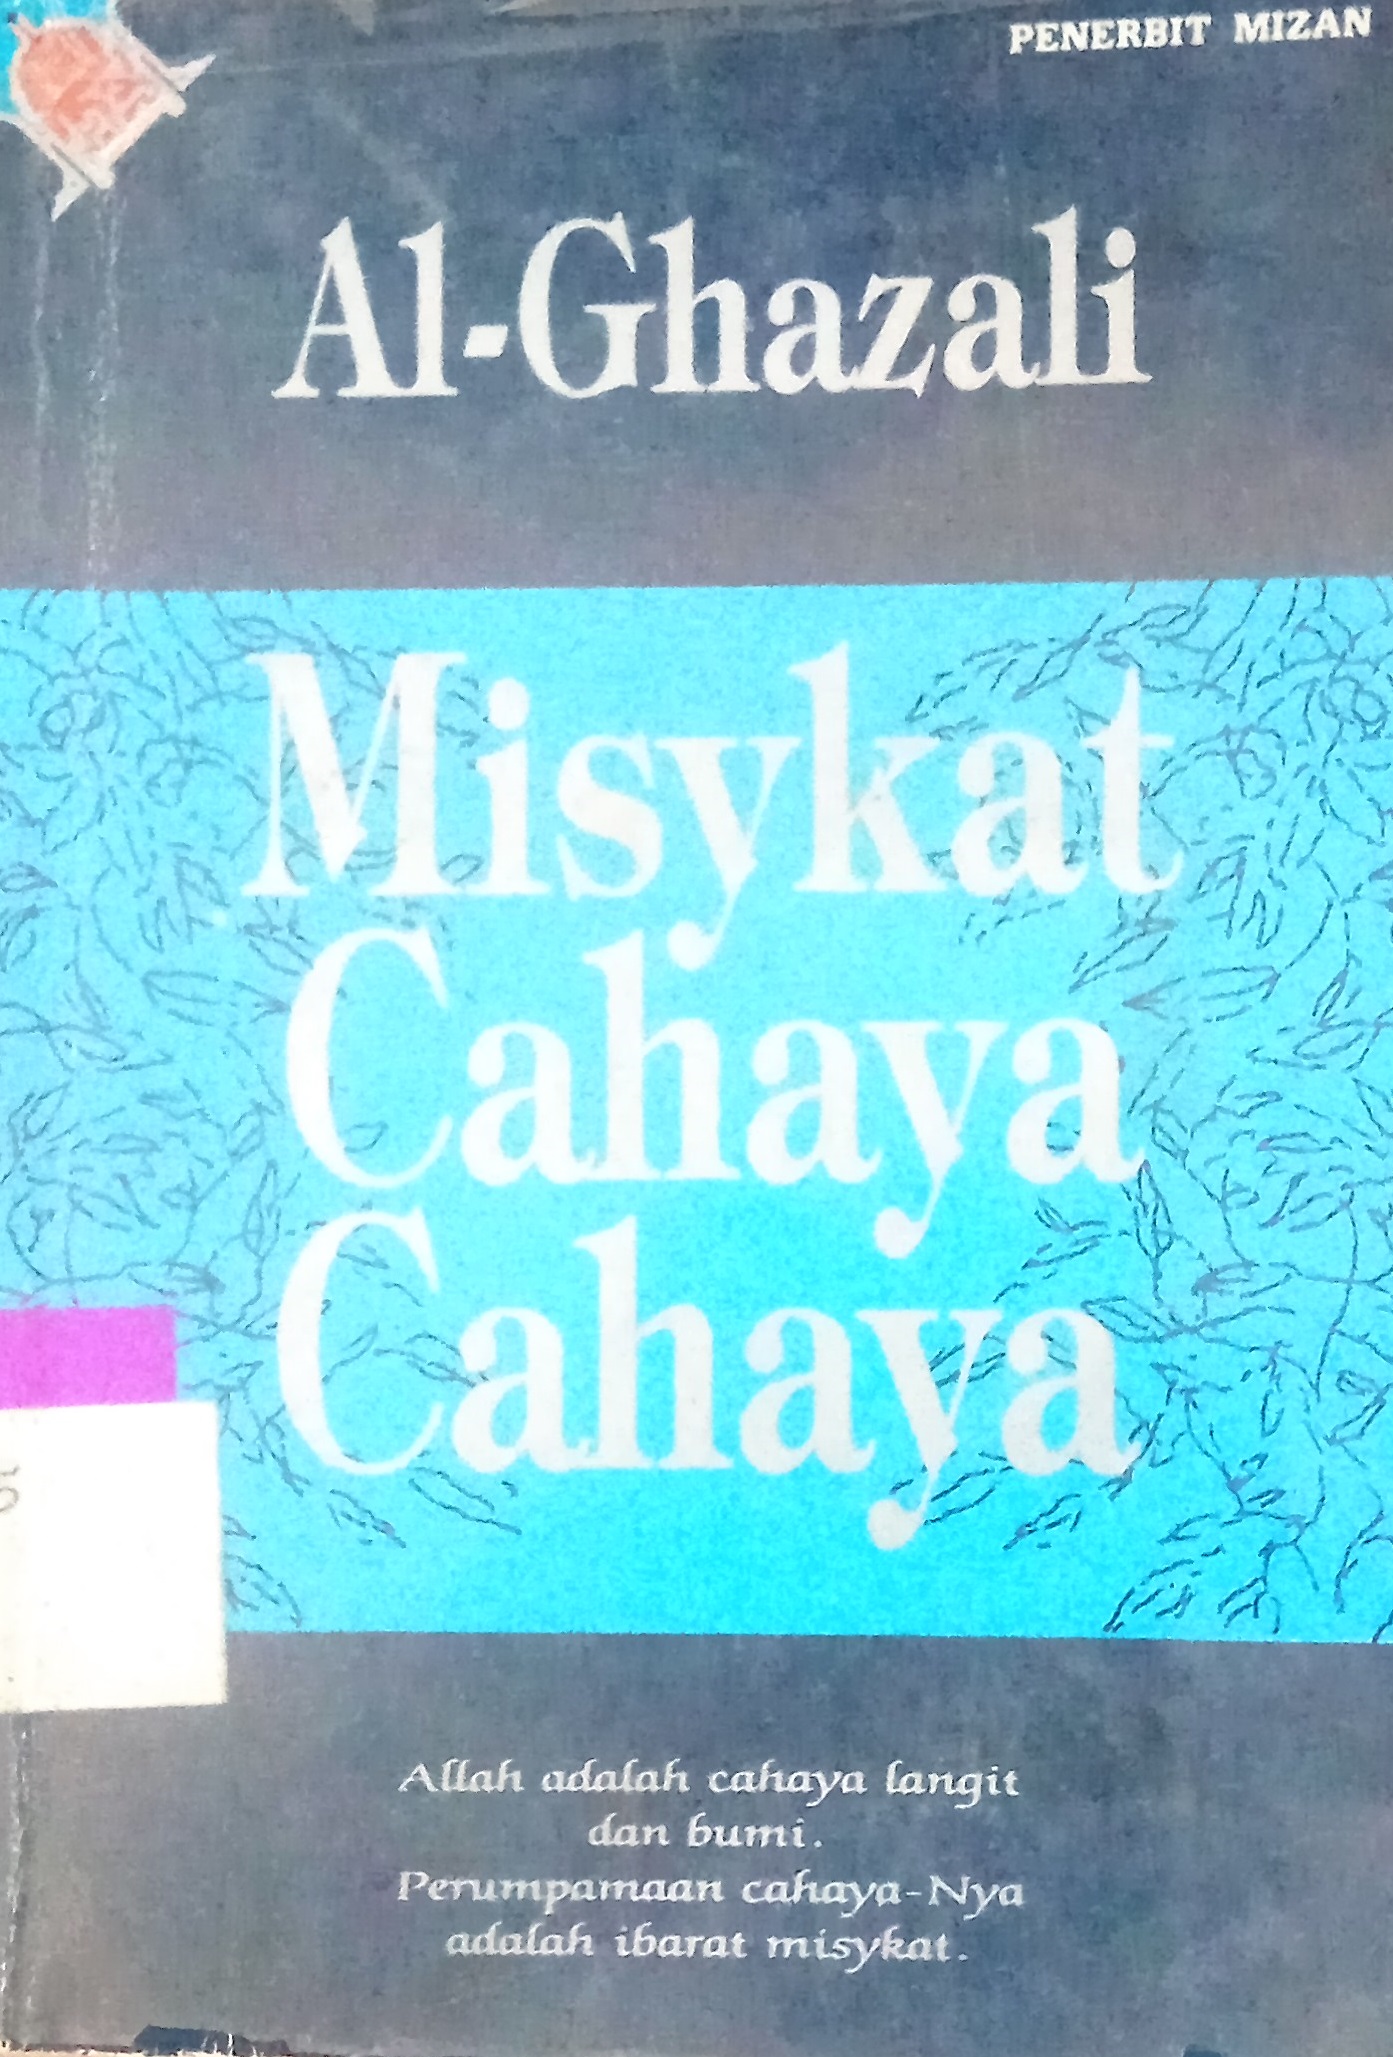 PENERBIT MIZAN
Al-Ghazali
Misykat
Cahaya
Cahaya
Allah adalah cahaya langit
dan bumi.
Perumpamaan cahaya-Nya
adalah ibarat misykat.